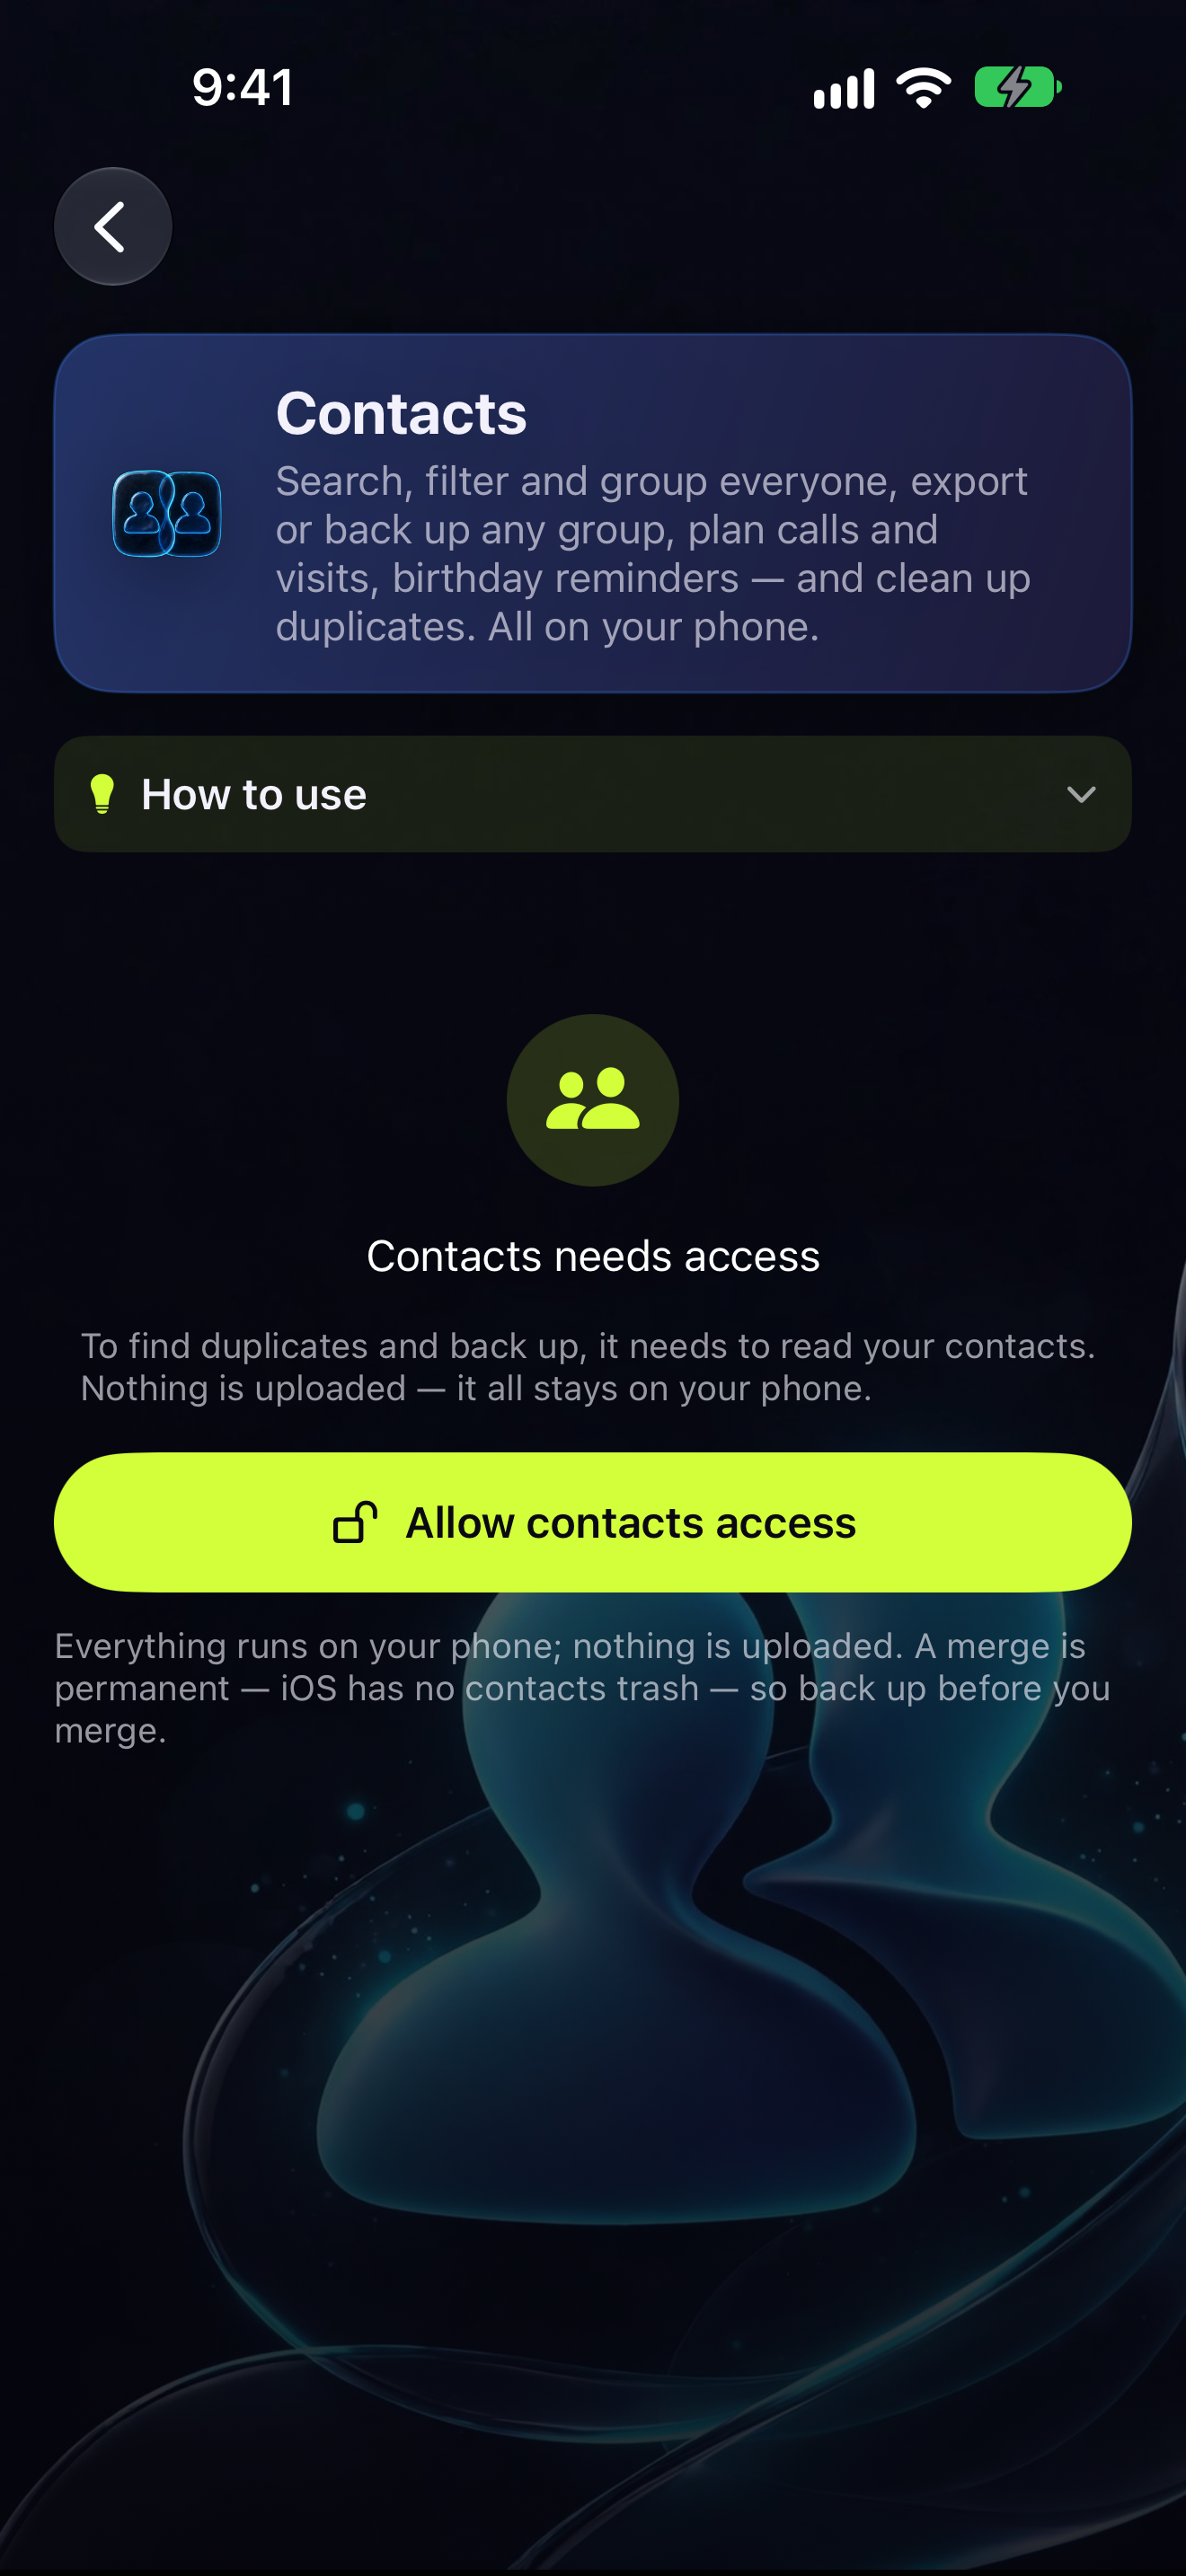 9:41
Contacts
Search, filter and group everyone, export
or back up any group, plan calls and
visits, birthday reminders — and clean up
duplicates. All on your phone.
How to use
Contacts needs access
To find duplicates and back up, it needs to read your contacts.
Nothing is uploaded — it all stays on your phone.
Allow contacts access
Everything runs on your phone; nothing is uploaded. A merge is
permanent — iOS has no contacts trash — so back up before you
merge.